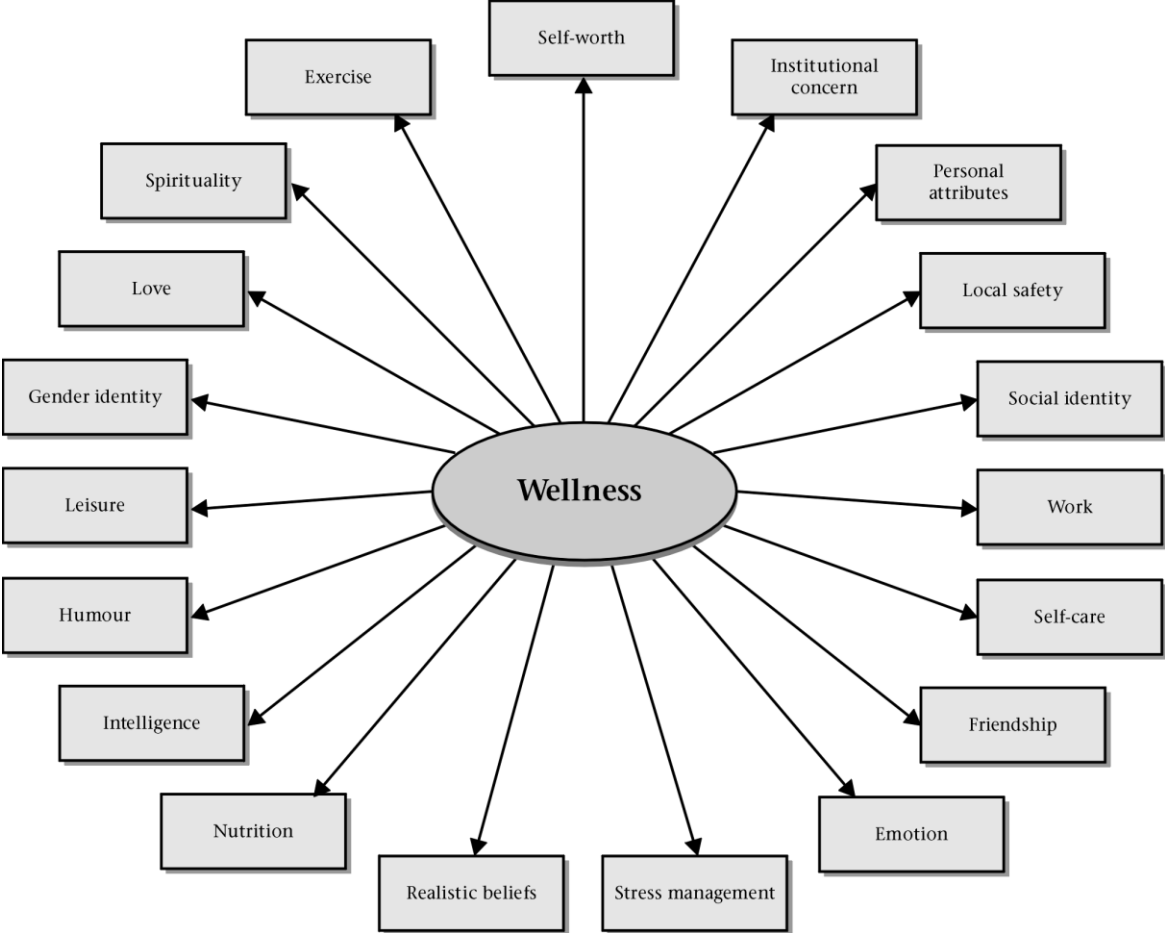 Self-worth
Exercise
Institutional
concern
Spirituality
Personal
attributes
Love
Local safety
Gender identity
Social identity
Wellness
Leisure
Work
Humour
Self-care
Intelligence
Friendship
Nutrition
Emotion
Realistic beliefs
Stress management